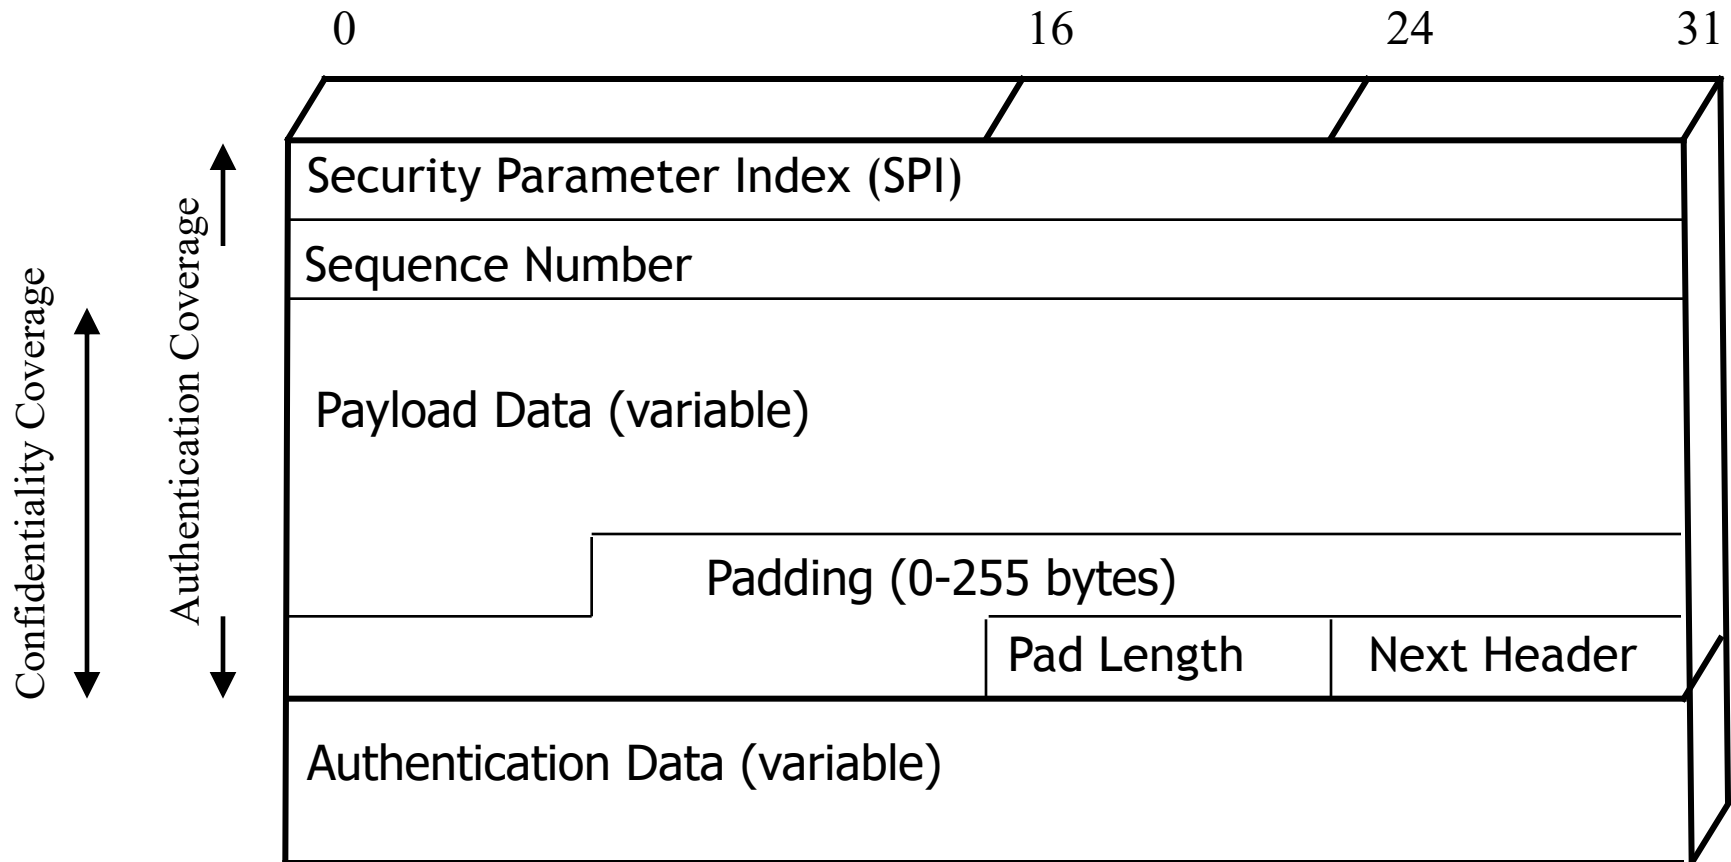 0 16 24 31
Security Parameter Index (SPI)
Sequence Number
Payload Data (variable)
Padding (0-255 bytes)
Pad Length Next Header
Authentication Data (variable)
Confidentiality Coverage
Authentication Coverage